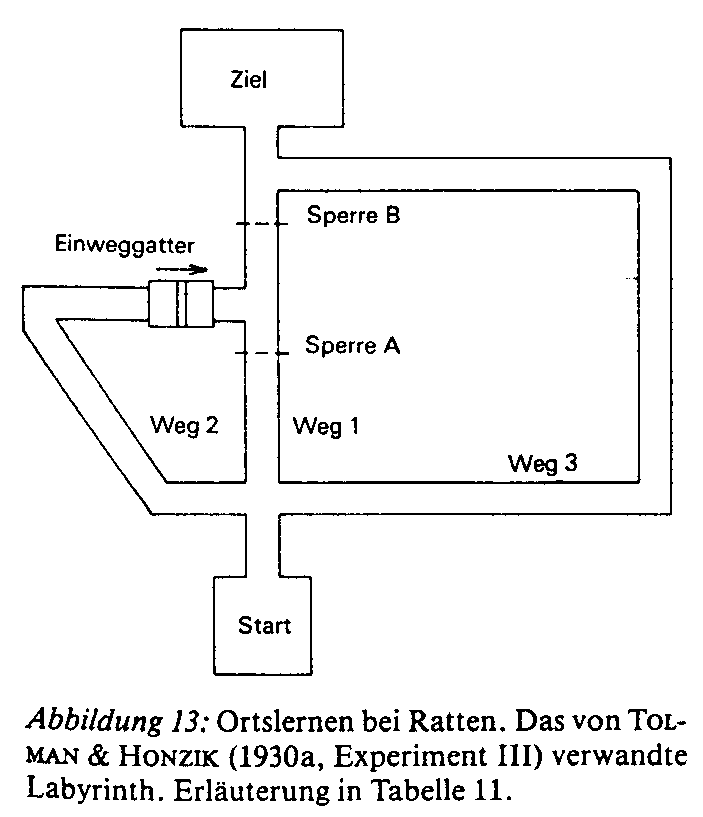 Ziel
Sperre B
Einweggatter
Sperre A
Weg 2
Weg 1
Weg 3
Start
Abbildung 13: Ortslernen bei Ratten. Das von TOL-
MAN & HONZIK (1930a, Experiment III) verwandte
Labyrinth. Erläuterung in Tabelle 11.